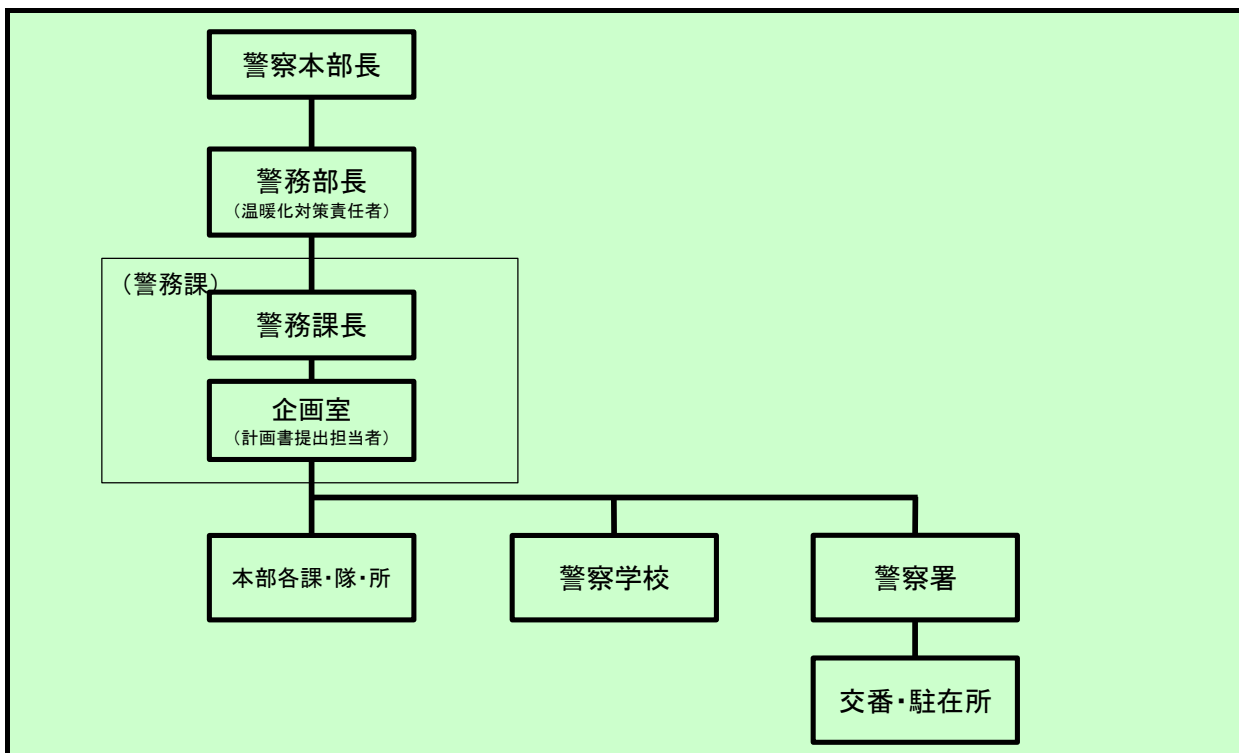 警察本部長
警務部長
（温暖化対策責任者）
（警務課）
警務課長
企画室
（計画書提出担当者）
本部各課・隊・所
警察学校
警察署
交番・駐在所